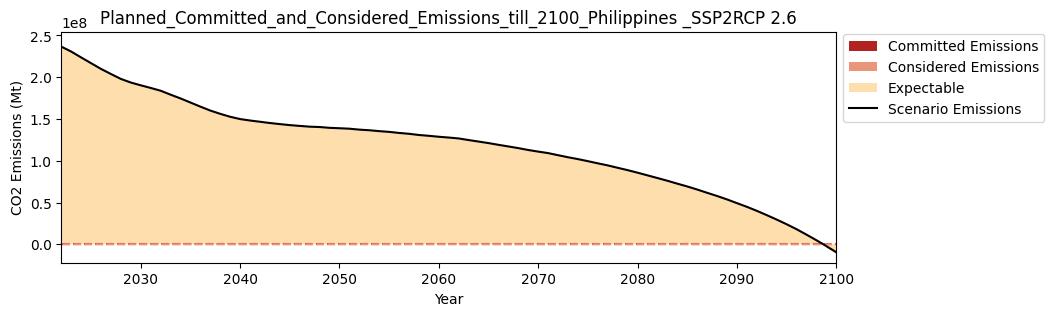 Planned_Committed_and_Considered_Emissions_till_2100_Philippines _SSP2RCP 2.6
1e8
2.5
2.0
1.5
1.0
0.5
0.0
CO2 Emissions (Mt)
2030 2040 2050 2060 2070 2080 2090 2100
Year
Committed Emissions
Considered Emissions
Expectable
Scenario Emissions